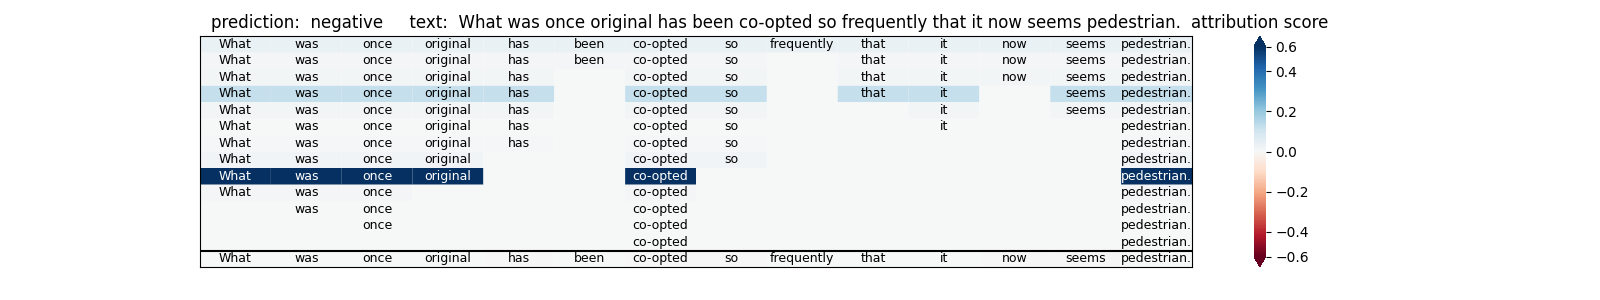 prediction:  negative     text:  What was once original has been co-opted so frequently that it now seems pedestrian.  attribution score
What was once original has been co-opted so frequently that it now seems pedestrian.
What was once original has been co-opted so that it now seems pedestrian.
What was once original has co-opted so that it now seems pedestrian.
What was once original has co-opted so that it seems pedestrian.
What was once original has co-opted so it seems pedestrian.
What was once original has co-opted so it pedestrian.
What was once original has co-opted so pedestrian.
What was once original co-opted so pedestrian.
What was once original co-opted pedestrian.
What was once co-opted pedestrian.
was once co-opted pedestrian.
once co-opted pedestrian.
co-opted pedestrian.
What was once original has been co-opted so frequently that it now seems pedestrian.
0.6
0.4
0.2
0.0
−0.2
−0.4
−0.6